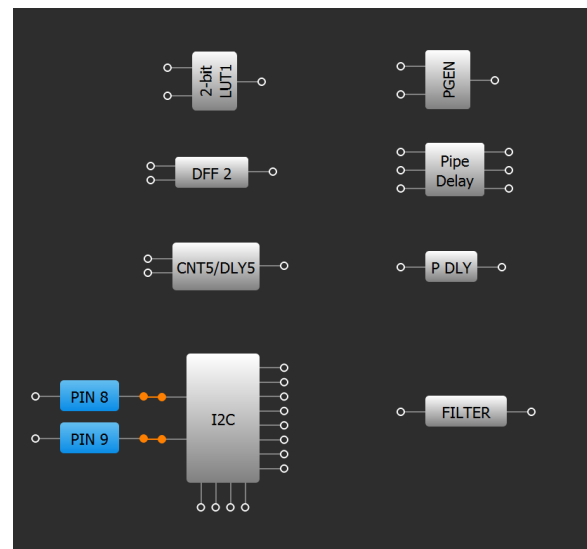 2-bit
LUT1
PGEN
DFF 2
Pipe
Delay
CNT5/DLY5
P DLY
PIN 8
I2C
FILTER
PIN 9